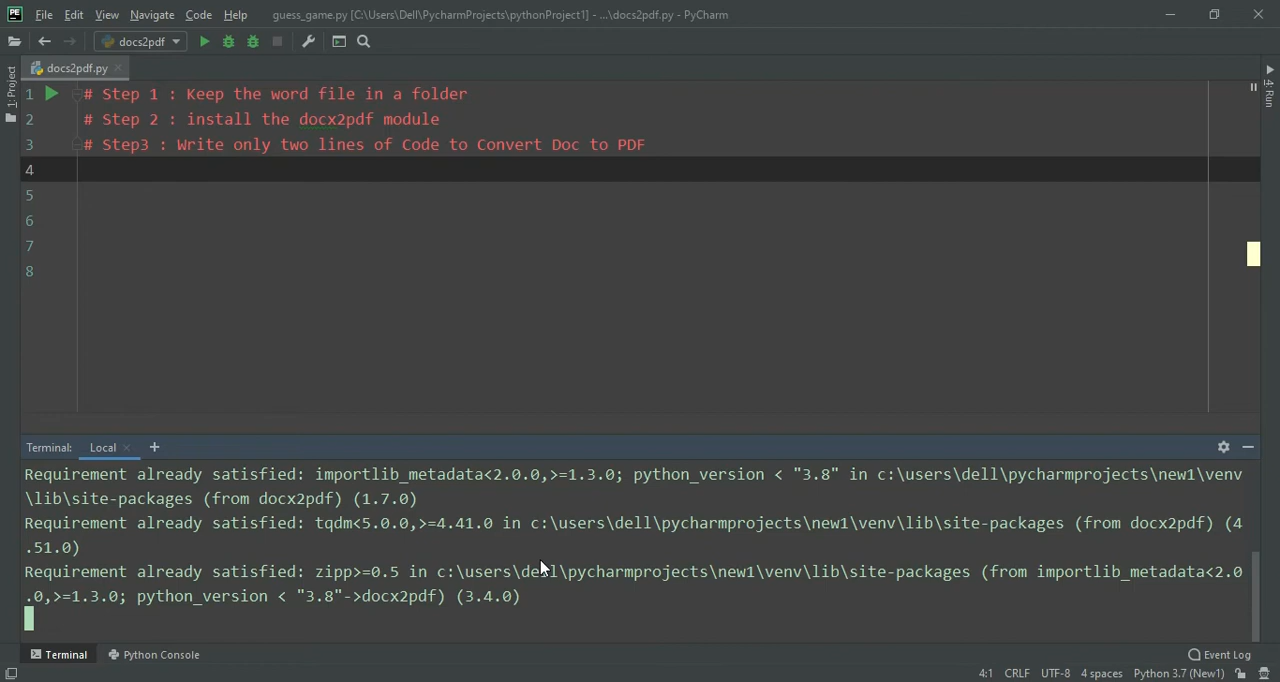 PE File Edit View Navigate Code Help guess_game.py [C:\Users\Dell\PycharmProjects\pythonProject1] - ...\docs2pdf.py - PyCharm
docs2pdf
docs2pdf.py
1: Project
4: Run
1 # Step 1 : Keep the word file in a folder
2 # Step 2 : install the docx2pdf module
3 # Step3 : Write only two lines of Code to Convert Doc to PDF
4
5
6
7
8
Terminal: Local +
Requirement already satisfied: importlib_metadata<2.0.0,>=1.3.0; python_version < "3.8" in c:\users\dell\pycharmprojects\new1\venv
\lib\site-packages (from docx2pdf) (1.7.0)
Requirement already satisfied: tqdm<5.0.0,>=4.41.0 in c:\users\dell\pycharmprojects\new1\venv\lib\site-packages (from docx2pdf) (4
.51.0)
Requirement already satisfied: zipp>=0.5 in c:\users\dell\pycharmprojects\new1\venv\lib\site-packages (from importlib_metadata<2.0
.0,>=1.3.0; python_version < "3.8"->docx2pdf) (3.4.0)
Terminal Python Console Event Log
4:1 CRLF UTF-8 4 spaces Python 3.7 (New1)